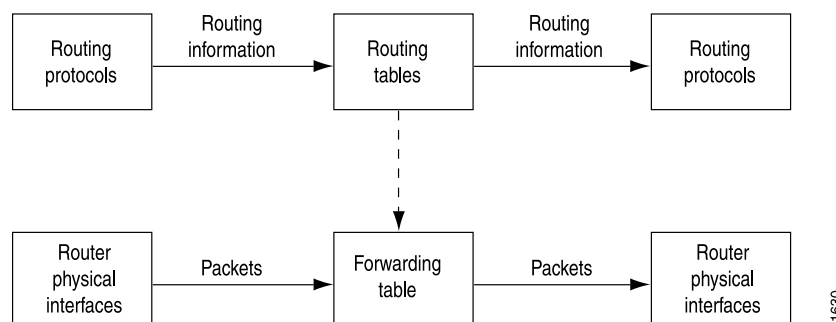 Routing
protocols
Routing
information
Routing
tables
Routing
information
Routing
protocols
Router
physical
interfaces
Packets
Forwarding
table
Packets
Router
physical
interfaces
1630